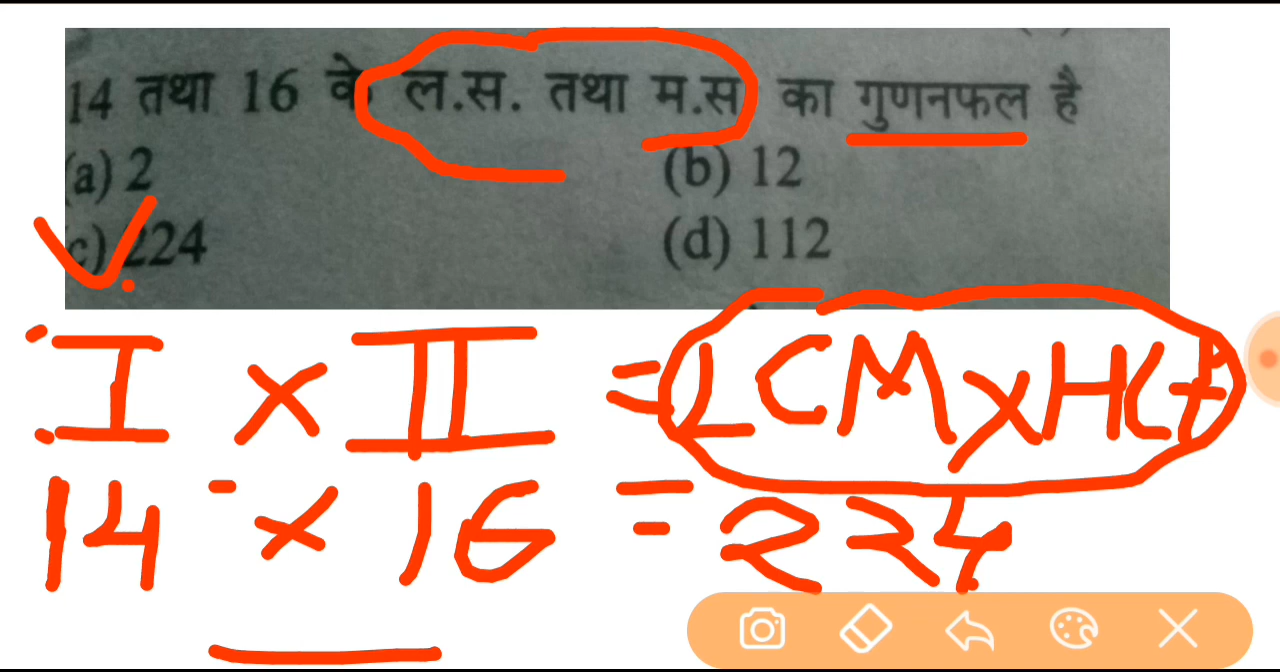 14 तथा 16 के ल.स. तथा म.स का गुणनफल है
(a) 2 (b) 12
(c) 224 (d) 112
I × II = LCM × HCF
14 × 16 = 224